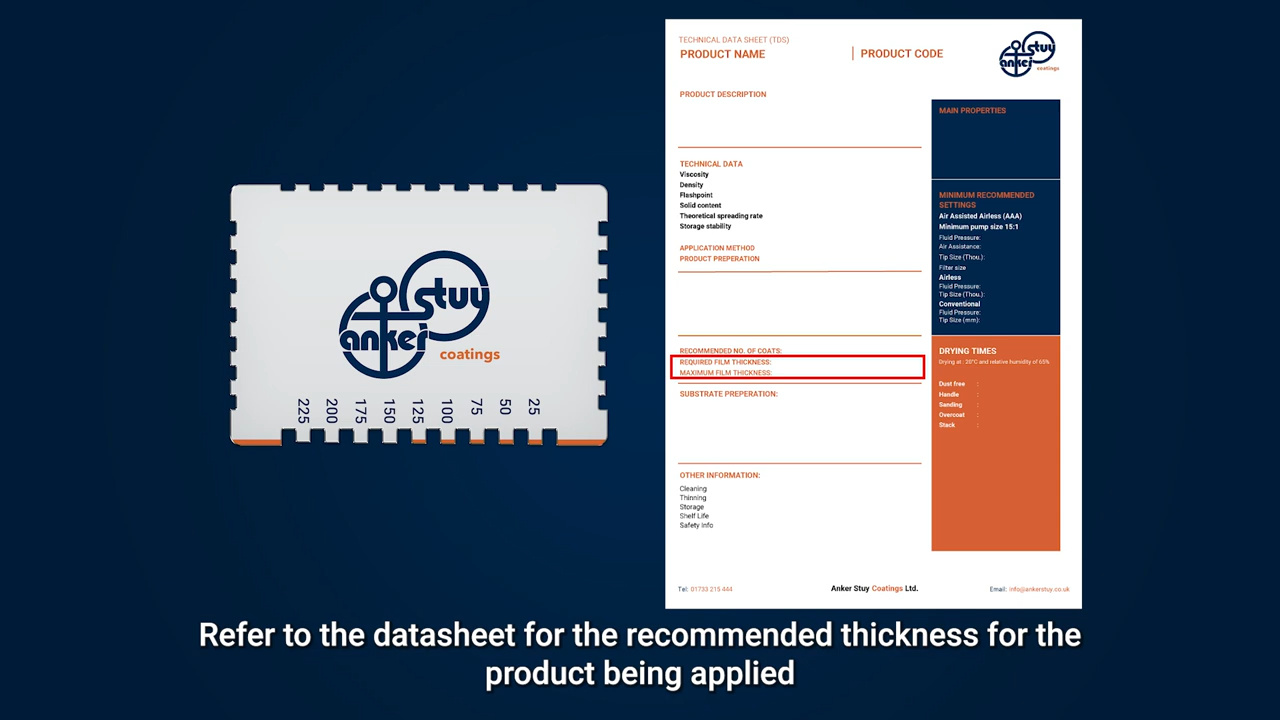 stuy
anker
coatings
225 200 175 150 125 100 75 50 25
TECHNICAL DATA SHEET (TDS)
PRODUCT NAME | PRODUCT CODE
stuy
anker
coatings
PRODUCT DESCRIPTION
TECHNICAL DATA
Viscosity
Density
Flashpoint
Solid content
Theoretical spreading rate
Storage stability
APPLICATION METHOD
PRODUCT PREPERATION
RECOMMENDED NO. OF COATS:
REQUIRED FILM THICKNESS:
MAXIMUM FILM THICKNESS:
SUBSTRATE PREPERATION:
OTHER INFORMATION:
Cleaning
Thinning
Storage
Shelf Life
Safety Info
MAIN PROPERTIES
MINIMUM RECOMMENDED
SETTINGS
Air Assisted Airless (AAA)
Minimum pump size 15:1
Fluid Pressure:
Air Assistance:
Tip Size (Thou.):
Filter size
Airless
Fluid Pressure:
Tip Size (Thou.):
Conventional
Fluid Pressure:
Tip Size (mm):
DRYING TIMES
Drying at : 20°C and relative humidity of 65%
Dust free :
Handle :
Sanding :
Overcoat :
Stack :
Tel: 01733 215 444
Anker Stuy Coatings Ltd.
Email: info@ankerstuy.co.uk
Refer to the datasheet for the recommended thickness for the
product being applied